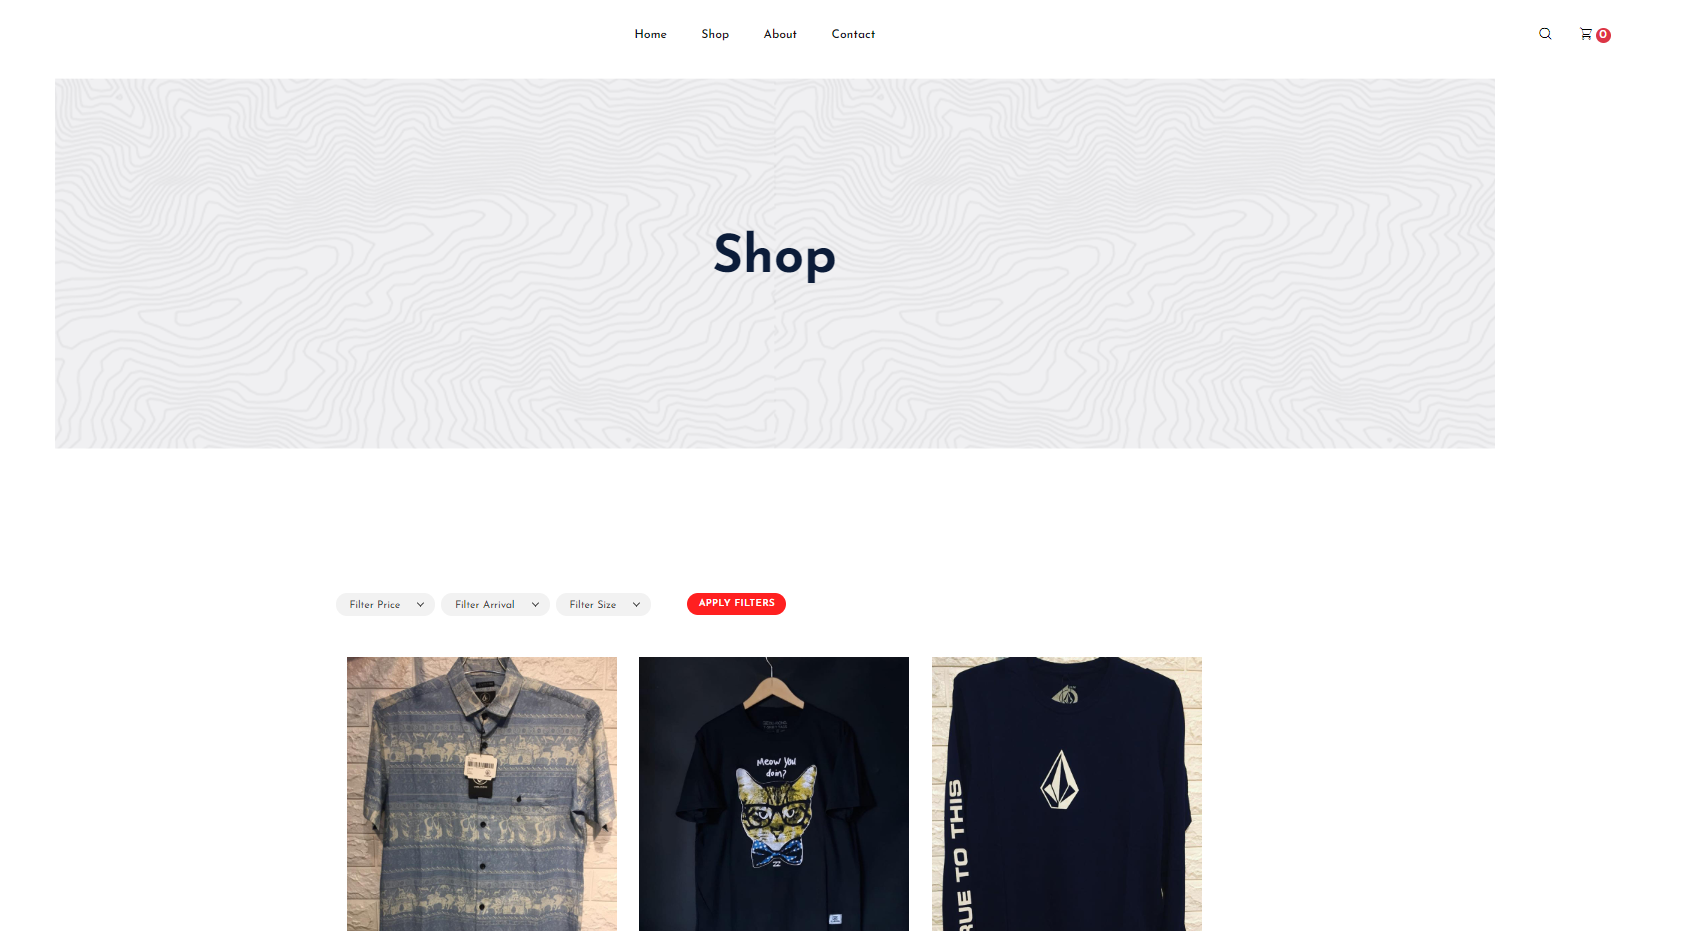 Home Shop About Contact 0
Shop
Filter Price Filter Arrival Filter Size APPLY FILTERS
Meow You
doin?
RUE TO THIS